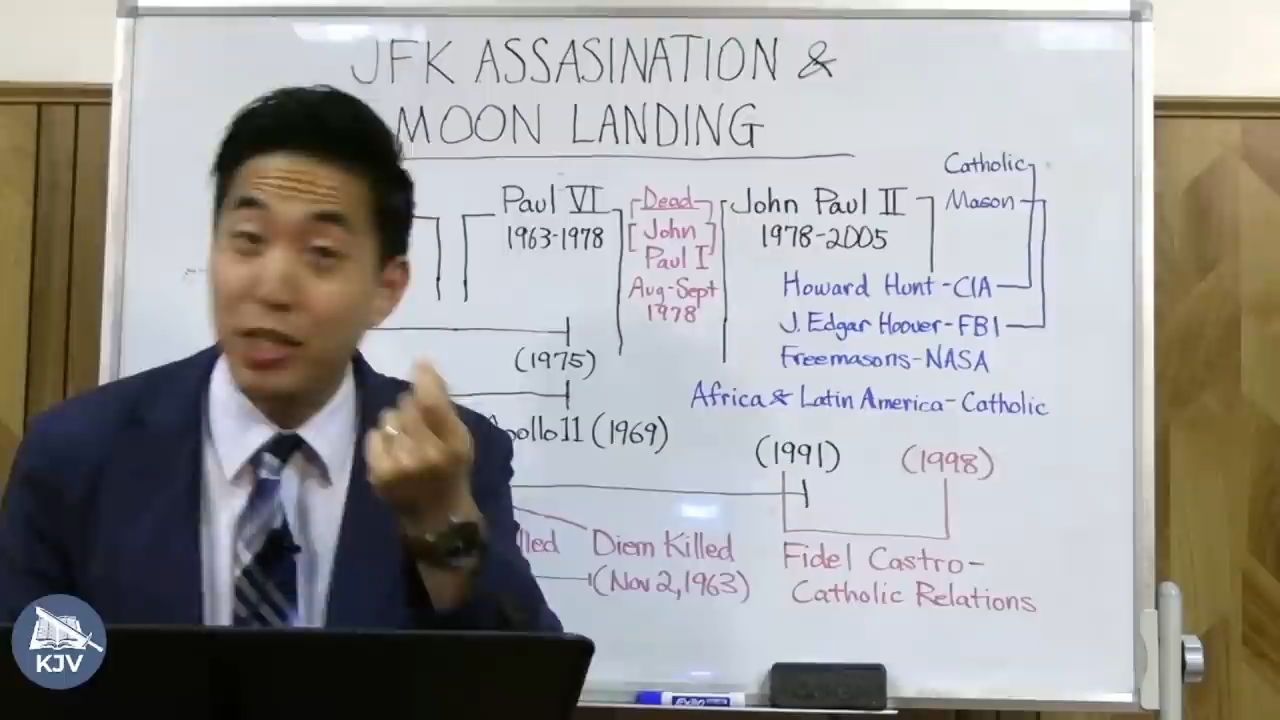 JFK ASSASINATION &
MOON LANDING
Catholic
Mason
Paul VI
1963-1978
Dead
John
Paul I
Aug-Sept
1978
John Paul II
1978-2005
Howard Hunt-CIA
J. Edgar Hoover-FBI
Freemasons-NASA
Africa & Latin America-Catholic
(1975)
(1969)
(1991)
(1998)
Diem Killed
(Nov 2, 1963)
Fidel Castro-
Catholic Relations
KJV
EXPO